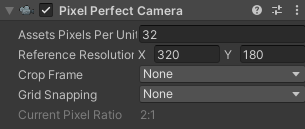 Pixel Perfect Camera
Assets Pixels Per Unit 32
Reference Resolution X 320 Y 180
Crop Frame None
Grid Snapping None
Current Pixel Ratio 2:1